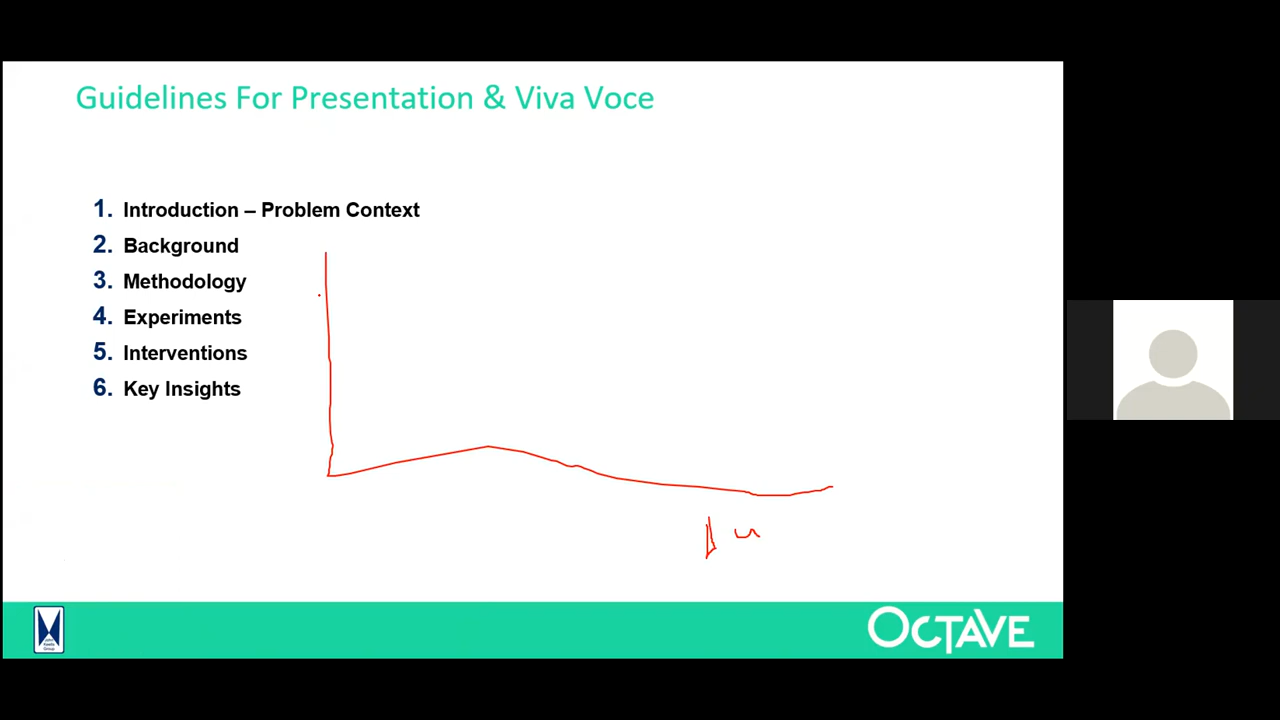 Guidelines For Presentation & Viva Voce
1. Introduction – Problem Context
2. Background
3. Methodology
4. Experiments
5. Interventions
6. Key Insights
OCTAVE